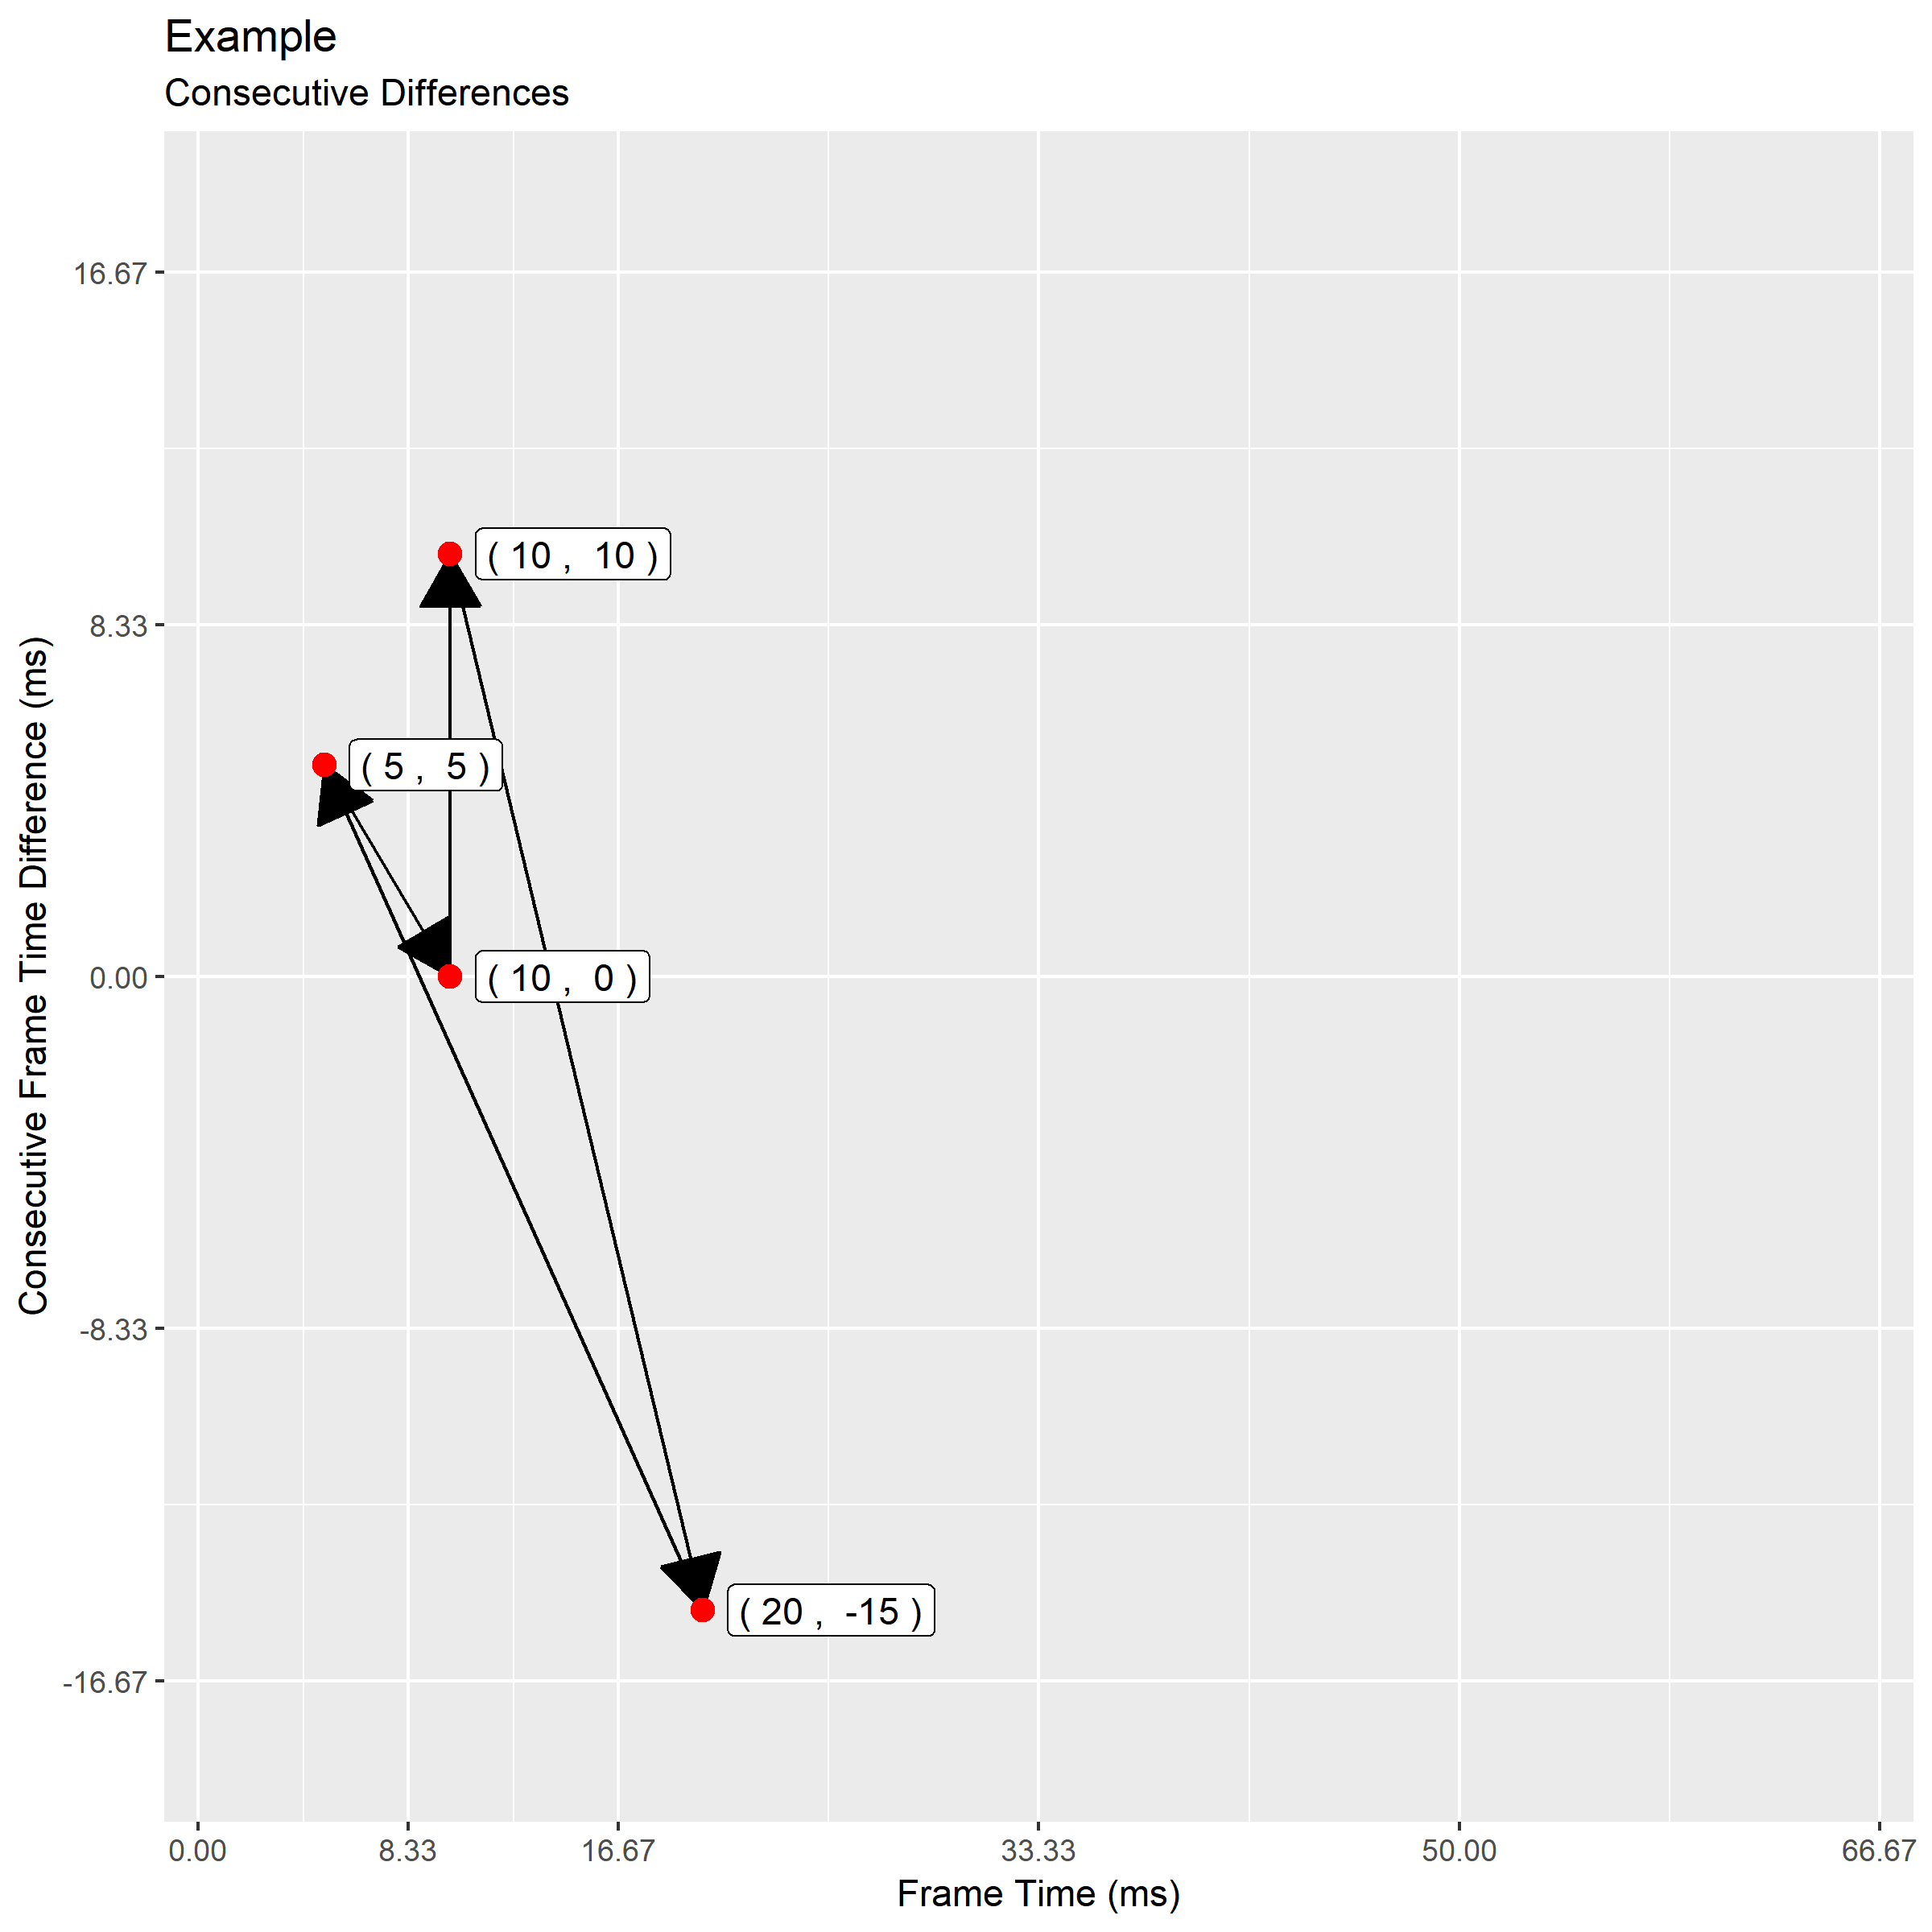 Example
Consecutive Differences
Consecutive Frame Time Difference (ms)
16.67
8.33
0.00
-8.33
-16.67
( 10 ,  10 )
( 5 ,  5 )
( 10 ,  0 )
( 20 ,  -15 )
0.00 8.33 16.67 33.33 50.00 66.67
Frame Time (ms)